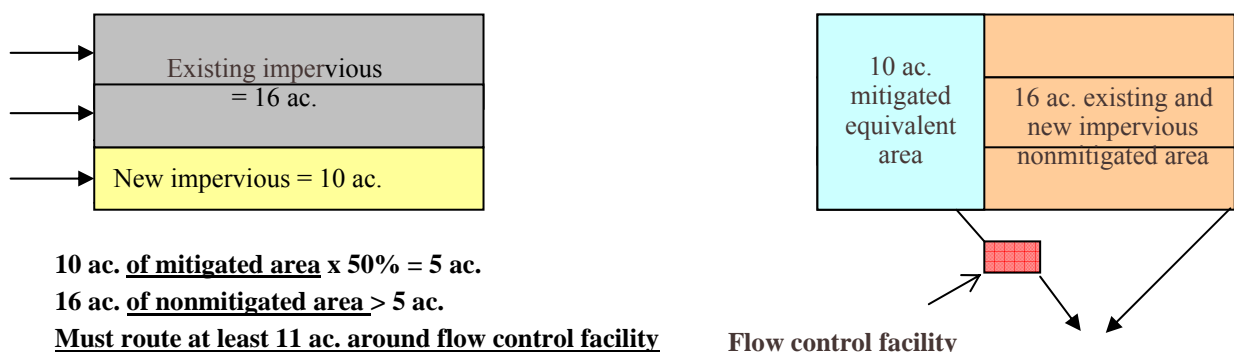 Existing impervious
= 16 ac.
New impervious = 10 ac.
10 ac.
mitigated
equivalent
area
16 ac. existing and
new impervious
nonmitigated area
10 ac. of mitigated area x 50% = 5 ac.
16 ac. of nonmitigated area > 5 ac.
Must route at least 11 ac. around flow control facility
Flow control facility